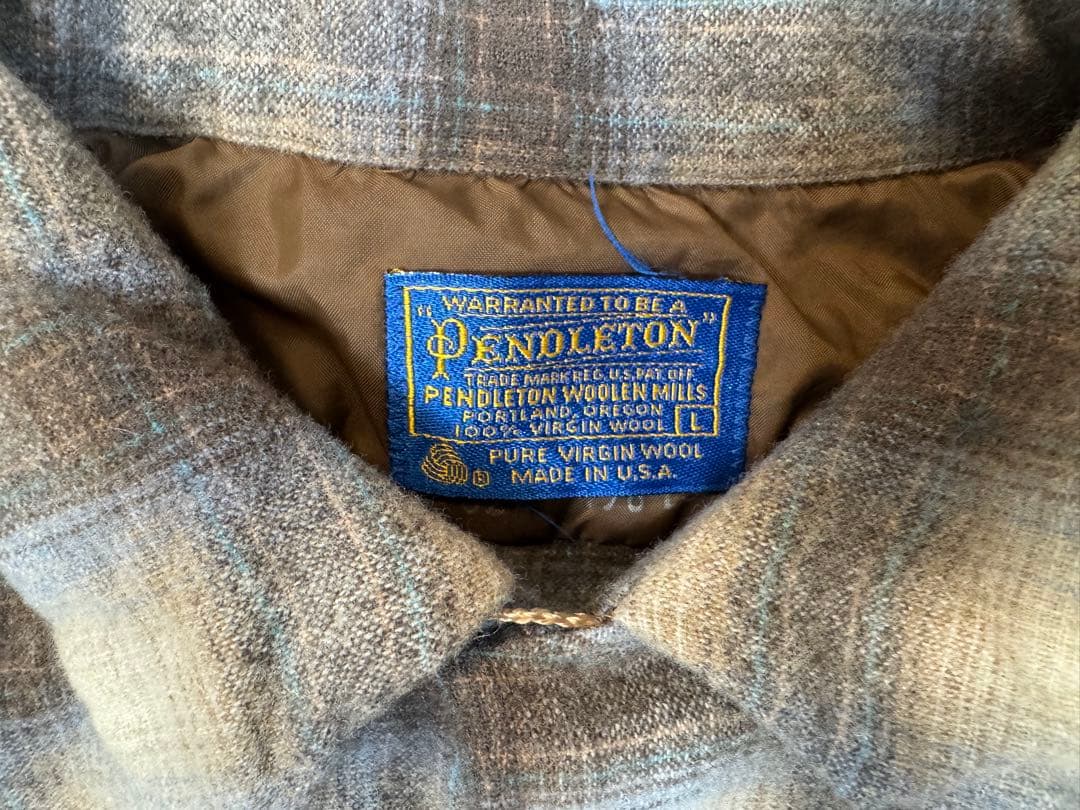 WARRANTED TO BE A
"PENDLETON"
TRADE MARK REG. U.S. PAT. OFF.
PENDLETON WOOLEN MILLS
PORTLAND, OREGON
100% VIRGIN WOOL L
PURE VIRGIN WOOL
R MADE IN U.S.A.